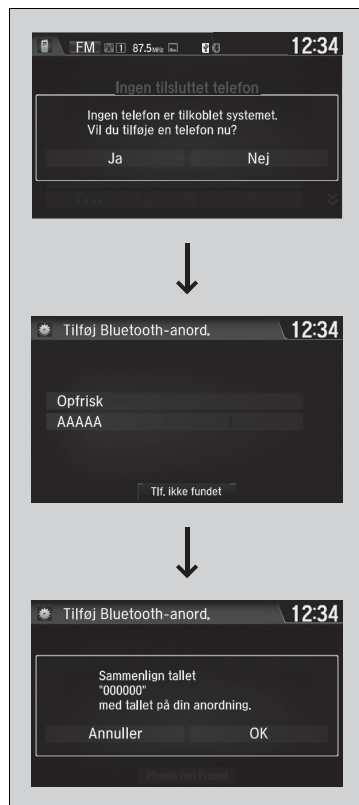 FM 1 87.5MHz 12:34
Ingen tilsluttet telefon
Ingen telefon er tilkoblet systemet.
Vil du tilføje en telefon nu?
Ja Nej
Tilføj Bluetooth-anord. 12:34
Opfrisk
AAAAA
Tlf. ikke fundet
Tilføj Bluetooth-anord. 12:34
Sammenlign tallet
"000000"
med tallet på din anordning.
Annuller OK
Phone not Found